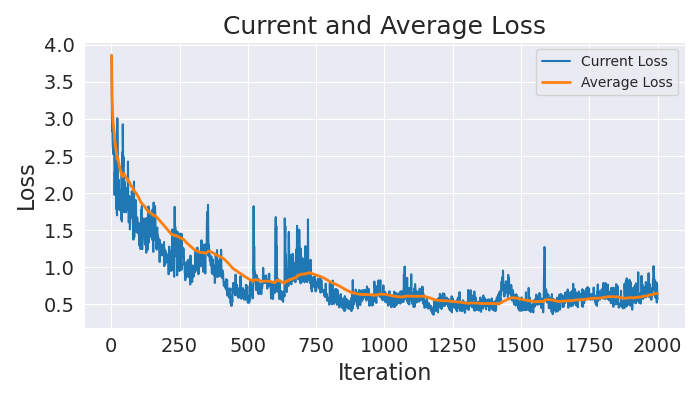 Current and Average Loss
Current Loss
Average Loss
Loss
4.0
3.5
3.0
2.5
2.0
1.5
1.0
0.5
0 250 500 750 1000 1250 1500 1750 2000
Iteration